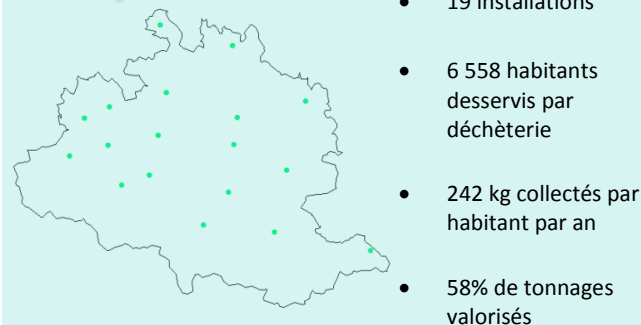 • 19 installations
• 6 558 habitants
desservis par
déchèterie
• 242 kg collectés par
habitant par an
• 58% de tonnages
valorisés